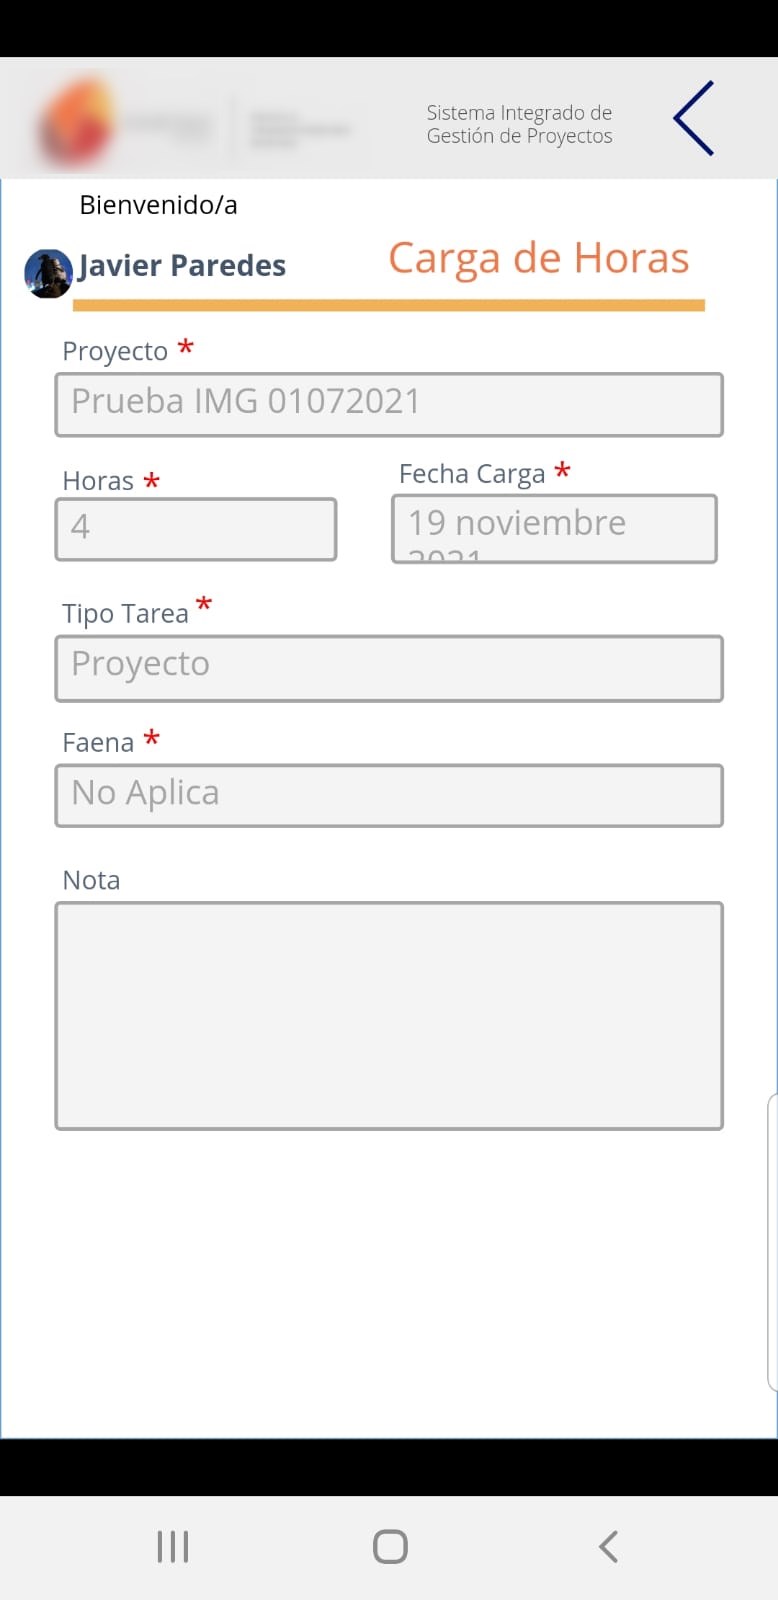 Sistema Integrado de
Gestión de Proyectos
Bienvenido/a
Javier Paredes
Carga de Horas
Proyecto *
Prueba IMG 01072021
Horas *
4
Fecha Carga *
19 noviembre
2021
Tipo Tarea *
Proyecto
Faena *
No Aplica
Nota